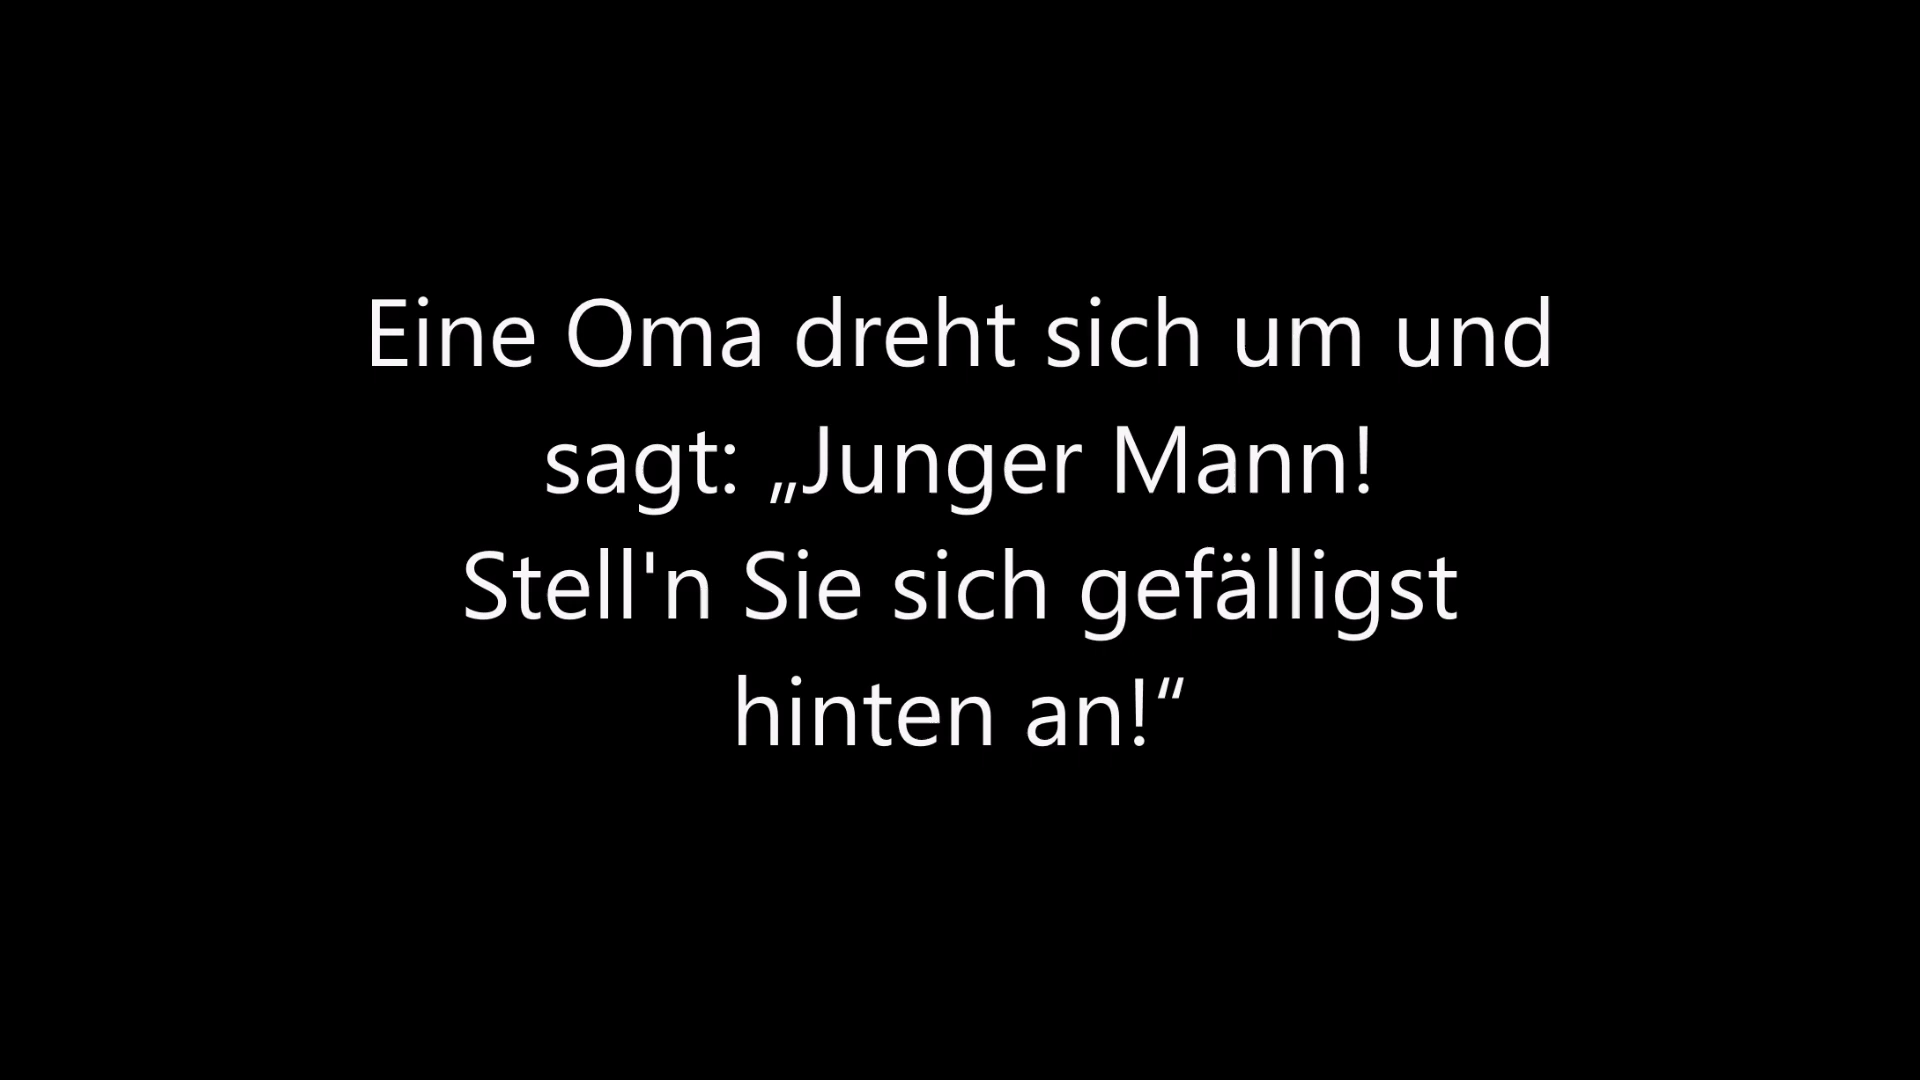 Eine Oma dreht sich um und
sagt: „Junger Mann!
Stell'n Sie sich gefälligst
hinten an!“